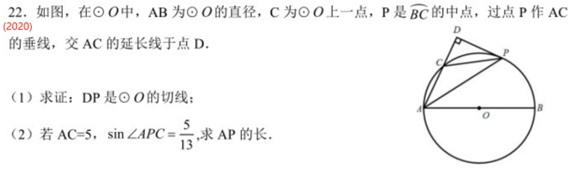 22．如图，在⊙O中，AB为⊙O的直径，C为⊙O上一点，P是$\overset{\frown}{BC}$的中点，过点P作AC
(2020)
的垂线，交AC的延长线于点D．
（1）求证：DP是⊙O的切线；
（2）若AC=5，sin∠APC=5/13,求AP的长．
D
C
P
A
O
B